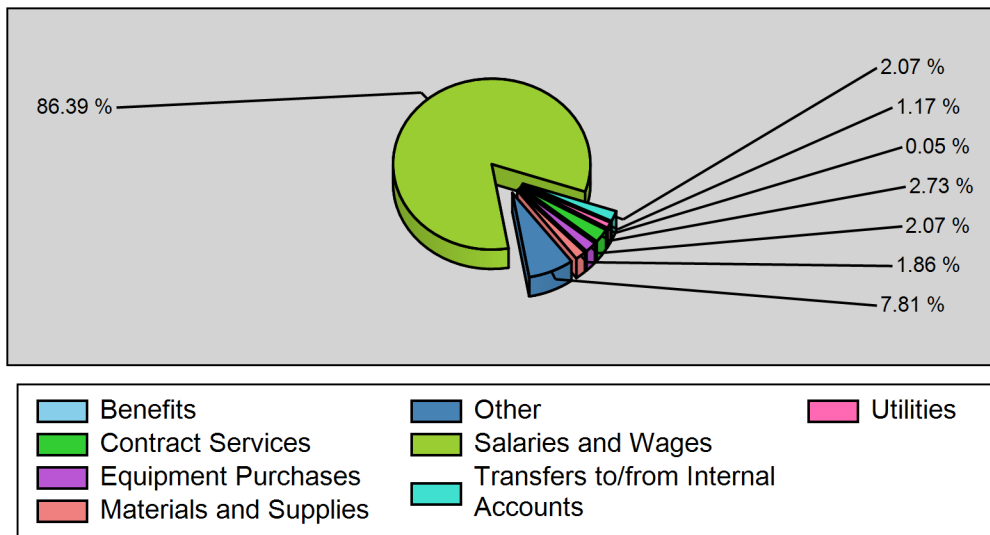 86.39 %
2.07 %
1.17 %
0.05 %
2.73 %
2.07 %
1.86 %
7.81 %
Benefits
Contract Services
Equipment Purchases
Materials and Supplies
Other
Salaries and Wages
Transfers to/from Internal
Accounts
Utilities